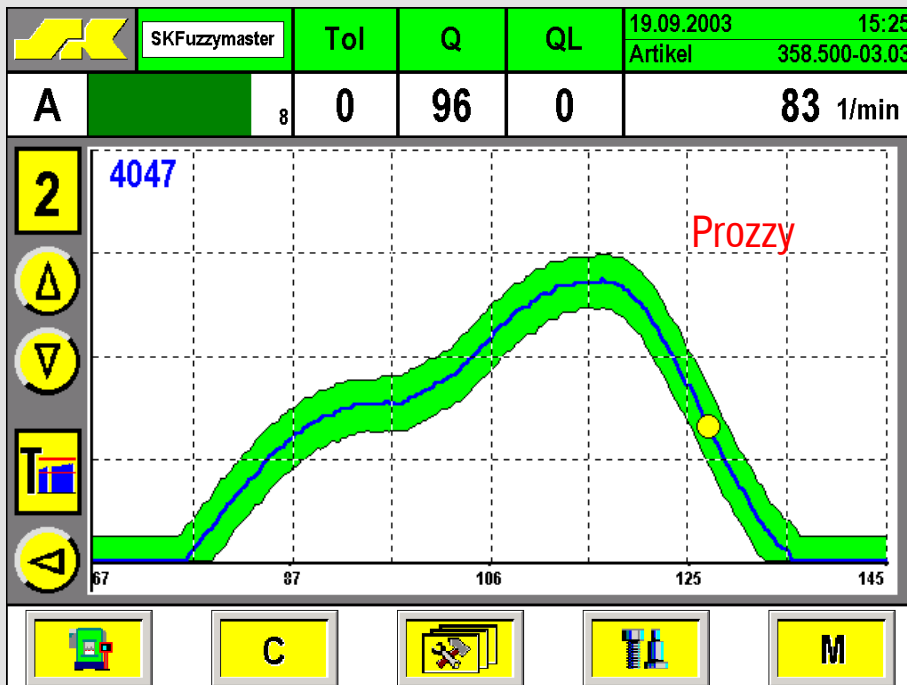 SK
SKFuzzymaster
Tol
Q
QL
19.09.2003 15:25
Artikel 358.500-03.03
A
8
0
96
0
83 1/min
2
4047
Prozzy
T
67 87 106 125 145
C
M